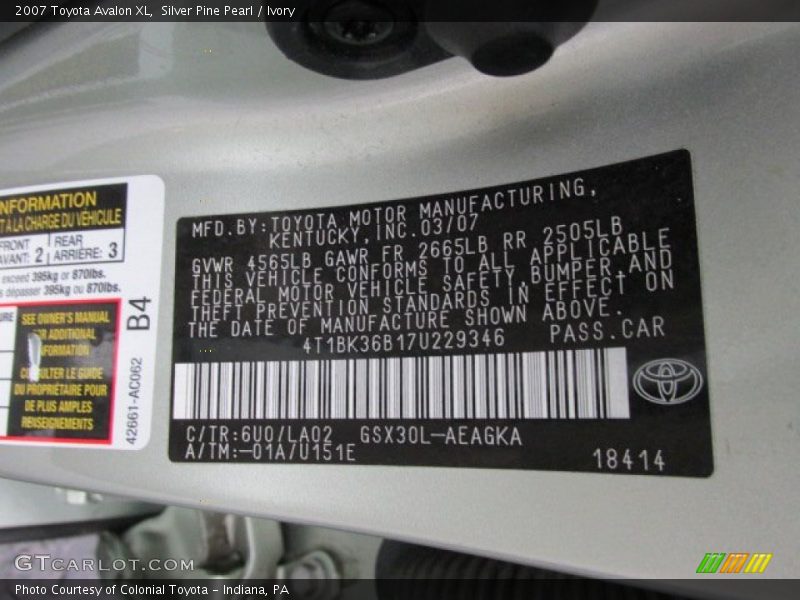 2007 Toyota Avalon XL, Silver Pine Pearl / Ivory
NFORMATION
T À LA CHARGE DU VÉHICULE
FRONT
AVANT: 2
REAR
ARRIÈRE: 3
exceed 395kg or 870lbs.
s dépasser 395kg ou 870lbs.
SEE OWNER'S MANUAL
ADDITIONAL
INFORMATION
LE GUIDE
DU PROPRIÉTAIRE POUR
DE PLUS AMPLES
RENSEIGNEMENTS
B4
42661-AC062
MFD.BY:TOYOTA MOTOR MANUFACTURING,
KENTUCKY, INC.03/07
GVWR 4565LB GAWR FR 2665LB RR 2505LB
THIS VEHICLE CONFORMS TO ALL APPLICABLE
FEDERAL MOTOR VEHICLE SAFETY,BUMPER,AND
THEFT PREVENTION STANDARDS IN EFFECT ON
THE DATE OF MANUFACTURE SHOWN ABOVE.
4T1BK36B17U229346 PASS.CAR
C/TR:6U0/LA02 GSX30L-AEAGKA
A/TM:-01A/U151E
18414
GTCARLOT.COM
Photo Courtesy of Colonial Toyota - Indiana, PA